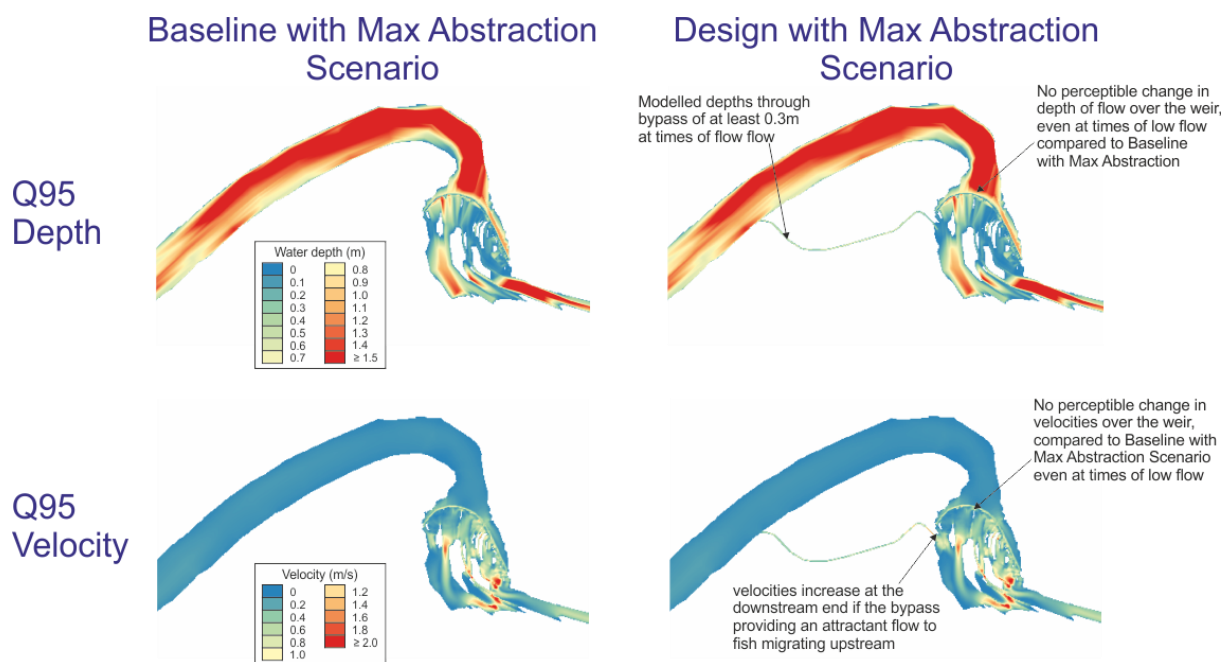 Baseline with Max Abstraction
Scenario
Design with Max Abstraction
Scenario
Q95
Depth
Modelled depths through
bypass of at least 0.3m
at times of flow flow
No perceptible change in
depth of flow over the weir,
even at times of low flow
compared to Baseline
with Max Abstraction
Water depth (m)
0 0.8
0.1 0.9
0.2 1.0
0.3 1.1
0.4 1.2
0.5 1.3
0.6 1.4
0.7 ≥ 1.5
Q95
Velocity
No perceptible change in
velocities over the weir,
compared to Baseline with
Max Abstraction Scenario
even at times of low flow
Velocity (m/s)
0 1.2
0.2 1.4
0.4 1.6
0.6 1.8
0.8 ≥ 2.0
1.0
velocities increase at the
downstream end if the bypass
providing an attractant flow to
fish migrating upstream